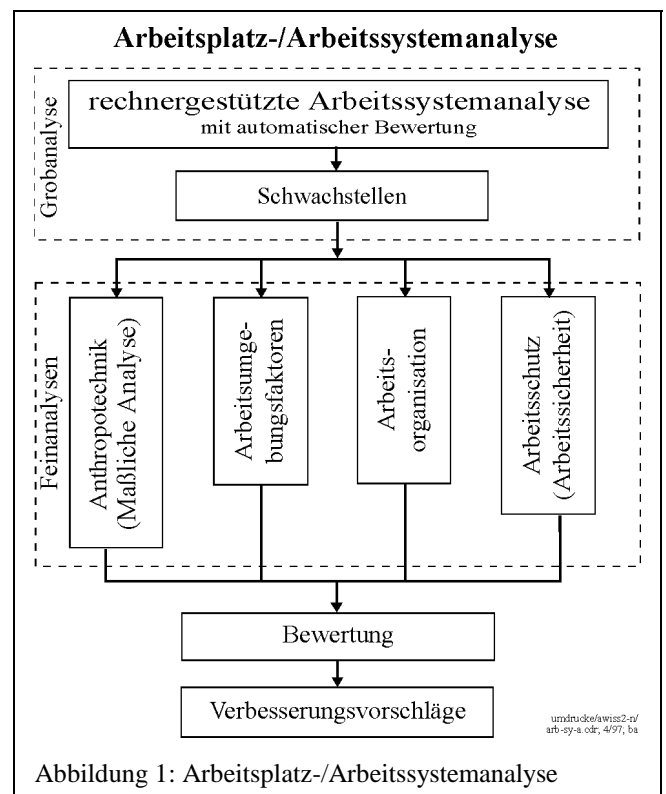 Arbeitsplatz-/Arbeitssystemanalyse
Grobanalyse
rechnergestützte Arbeitssystemanalyse
mit automatischer Bewertung
Schwachstellen
Feinanalysen
Anthropotechnik
(Maßliche Analyse)
Arbeitsumge-
bungsfaktoren
Arbeits-
organisation
Arbeitsschutz
(Arbeitssicherheit)
Bewertung
Verbesserungsvorschläge
umdrucke/awiss2-n/
arb-sy-a.cdr; 4/97; ba
Abbildung 1: Arbeitsplatz-/Arbeitssystemanalyse